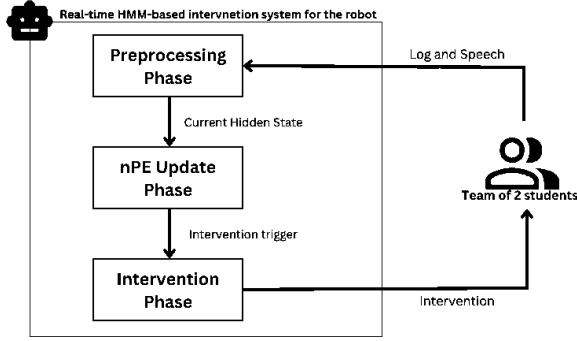 Real-time HMM-based intervnetion system for the robot
Preprocessing
Phase
Log and Speech
Current Hidden State
nPE Update
Phase
Team of 2 students
Intervention trigger
Intervention
Phase
Intervention